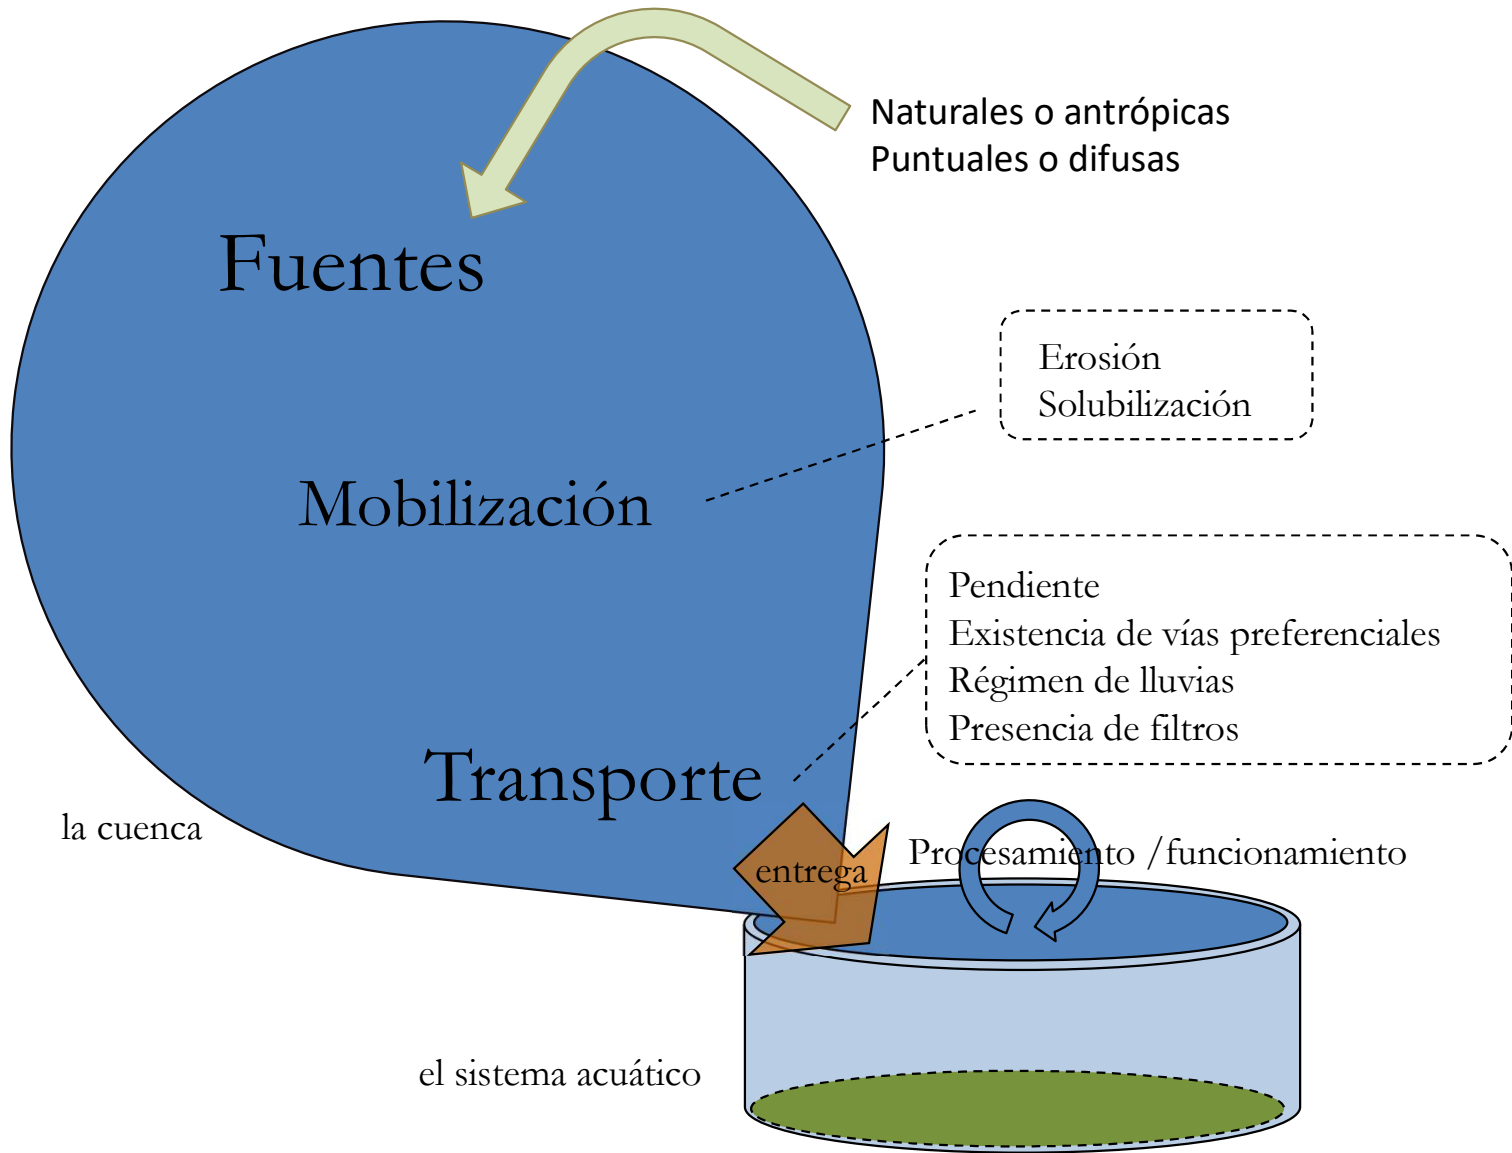 Naturales o antrópicas
Puntuales o difusas
Fuentes
Erosión
Solubilización
Mobilización
Pendiente
Existencia de vías preferenciales
Régimen de lluvias
Presencia de filtros
Transporte
la cuenca
entrega
Procesamiento /funcionamiento
el sistema acuático